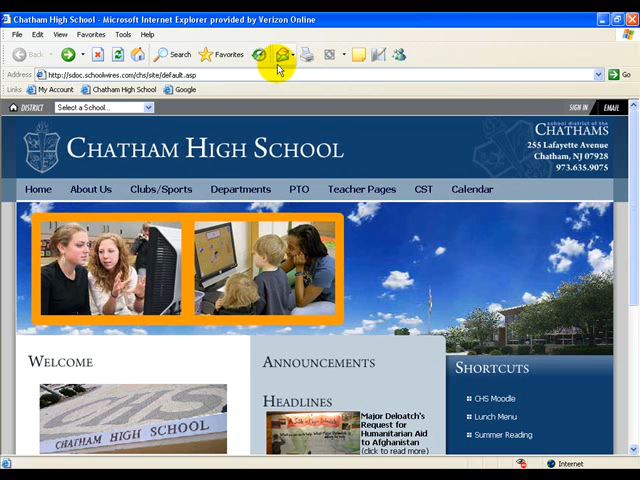 Chatham High School - Microsoft Internet Explorer provided by Verizon Online
File Edit View Favorites Tools Help
Back Search Favorites
Address http://sdoc.schoolwires.com/chs/site/default.asp Go
Links My Account Chatham High School Google
DISTRICT Select a School... SIGN IN EMAIL
CHATHAM HIGH SCHOOL
school district of the
CHATHAMS
255 Lafayette Avenue
Chatham, NJ 07928
973.635.9075
Home About Us Clubs/Sports Departments PTO Teacher Pages CST Calendar
WELCOME
CHS
CHATHAM HIGH SCHOOL
ANNOUNCEMENTS
HEADLINES
Major Deloatch's
Request for
Humanitarian Aid
to Afghanistan
(click to read more)
SHORTCUTS
CHS Moodle
Lunch Menu
Summer Reading
Internet